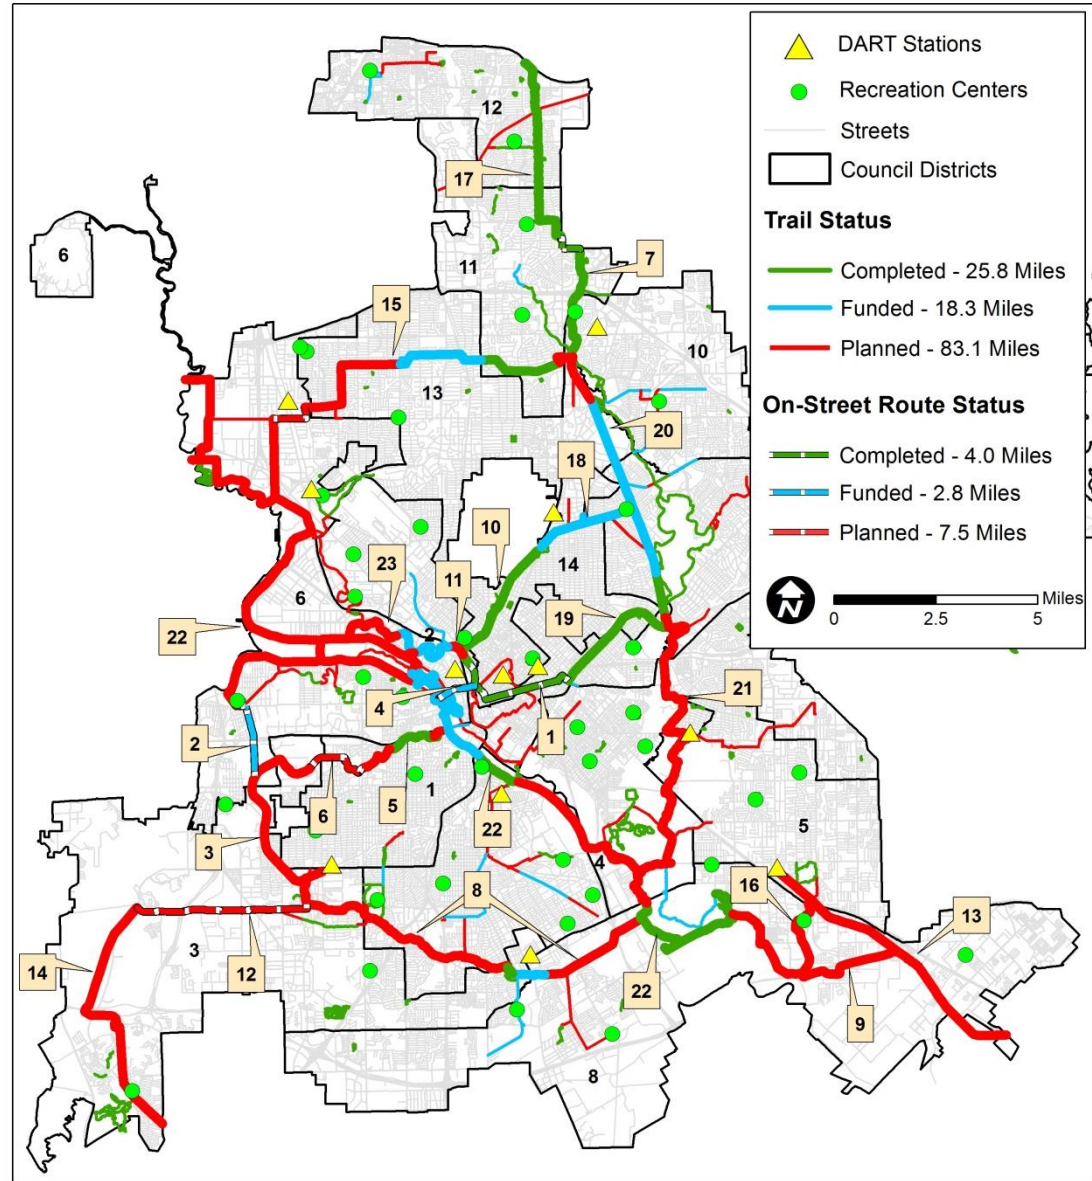 DART Stations
Recreation Centers
Streets
Council Districts
Trail Status
Completed - 25.8 Miles
Funded - 18.3 Miles
Planned - 83.1 Miles
On-Street Route Status
Completed - 4.0 Miles
Funded - 2.8 Miles
Planned - 7.5 Miles
N
Miles
0 2.5 5
12
17
6
11
7
15
10
13
20
18
10
14
23
11
6
2
19
22
4
21
2
1
6
5
1
22
5
3
4
8
16
13
14
3
12
22
9
8